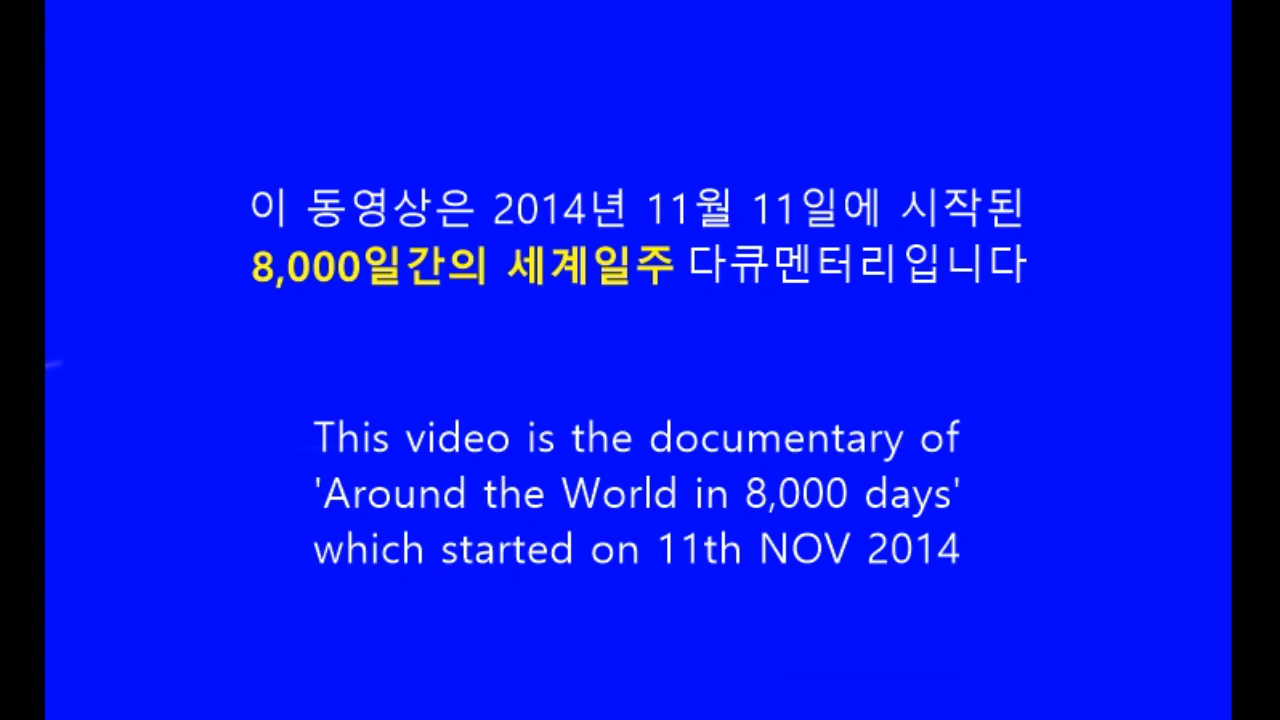 이 동영상은 2014년 11월 11일에 시작된
8,000일간의 세계일주 다큐멘터리입니다
This video is the documentary of
'Around the World in 8,000 days'
which started on 11th NOV 2014